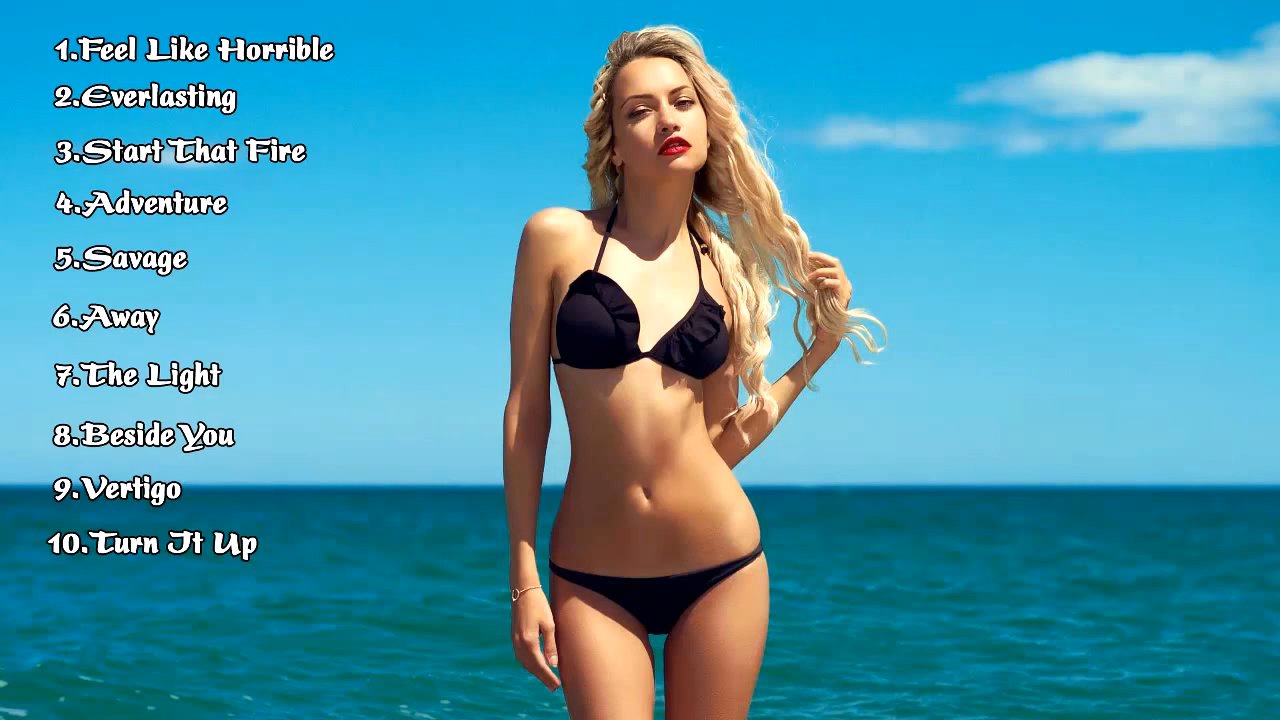 1.Feel Like Horrible
2.Everlasting
3.Start That Fire
4.Adventure
5.Savage
6.Away
7.The Light
8.Beside You
9.Vertigo
10.Turn It Up